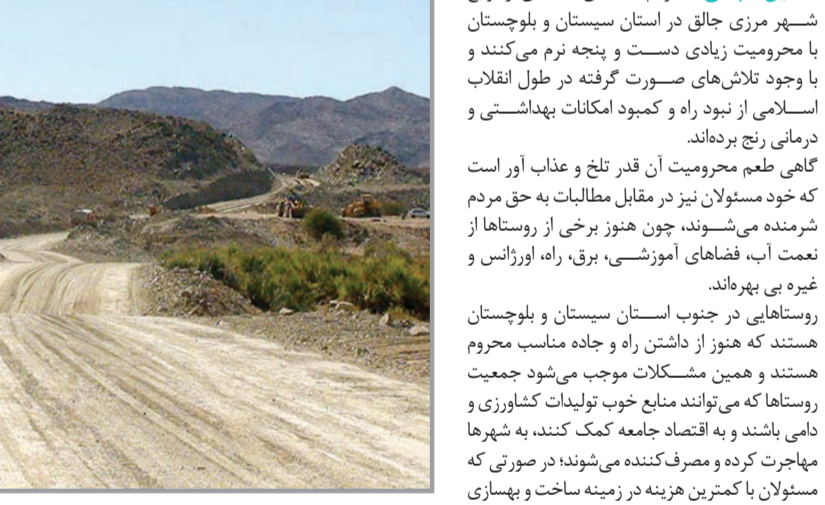 شهر مرزی جالق در استان سیستان و بلوچستان
با محرومیت زیادی دست و پنجه نرم می‌کنند و
با وجود تلاش‌های صورت گرفته در طول انقلاب
اسلامی از نبود راه و کمبود امکانات بهداشتی و
درمانی رنج برده‌اند.
گاهی طعم محرومیت آن قدر تلخ و عذاب آور است
که خود مسئولان نیز در مقابل مطالبات به حق مردم
شرمنده می‌شوند، چون هنوز برخی از روستاها از
نعمت آب، فضاهای آموزشی، برق، راه، اورژانس و
غیره بی بهره‌اند.
روستاهایی در جنوب استان سیستان و بلوچستان
هستند که هنوز از داشتن راه و جاده مناسب محروم
هستند و همین مشکلات موجب می‌شود جمعیت
روستاها که می‌توانند منابع خوب تولیدات کشاورزی و
دامی باشند و به اقتصاد جامعه کمک کنند، به شهرها
مهاجرت کرده و مصرف‌کننده می‌شوند؛ در صورتی که
مسئولان با کمترین هزینه در زمینه ساخت و بهسازی